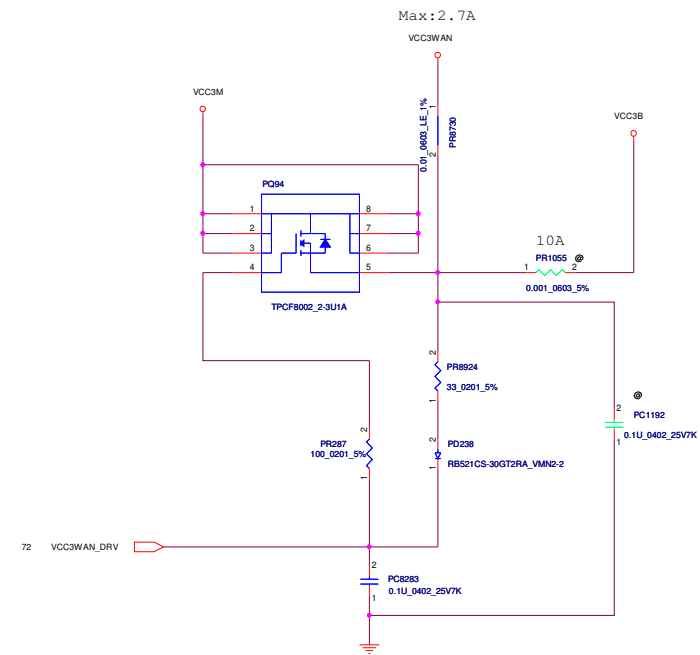 Max:2.7A
VCC3WAN
VCC3M
0.01_0603_LE_1%
1
2
PR8730
VCC3B
PQ94
1
2
3
4
8
7
6
5
TPCF8002_2-3U1A
10A
PR1055
@
1
2
0.001_0603_5%
2
PR8924
33_0201_5%
1
@
2
PC1192
0.1U_0402_25V7K
1
2
PR287
100_0201_5%
1
2
PD238
RB521CS-30GT2RA_VMN2-2
1
72
VCC3WAN_DRV
2
PC8283
0.1U_0402_25V7K
1